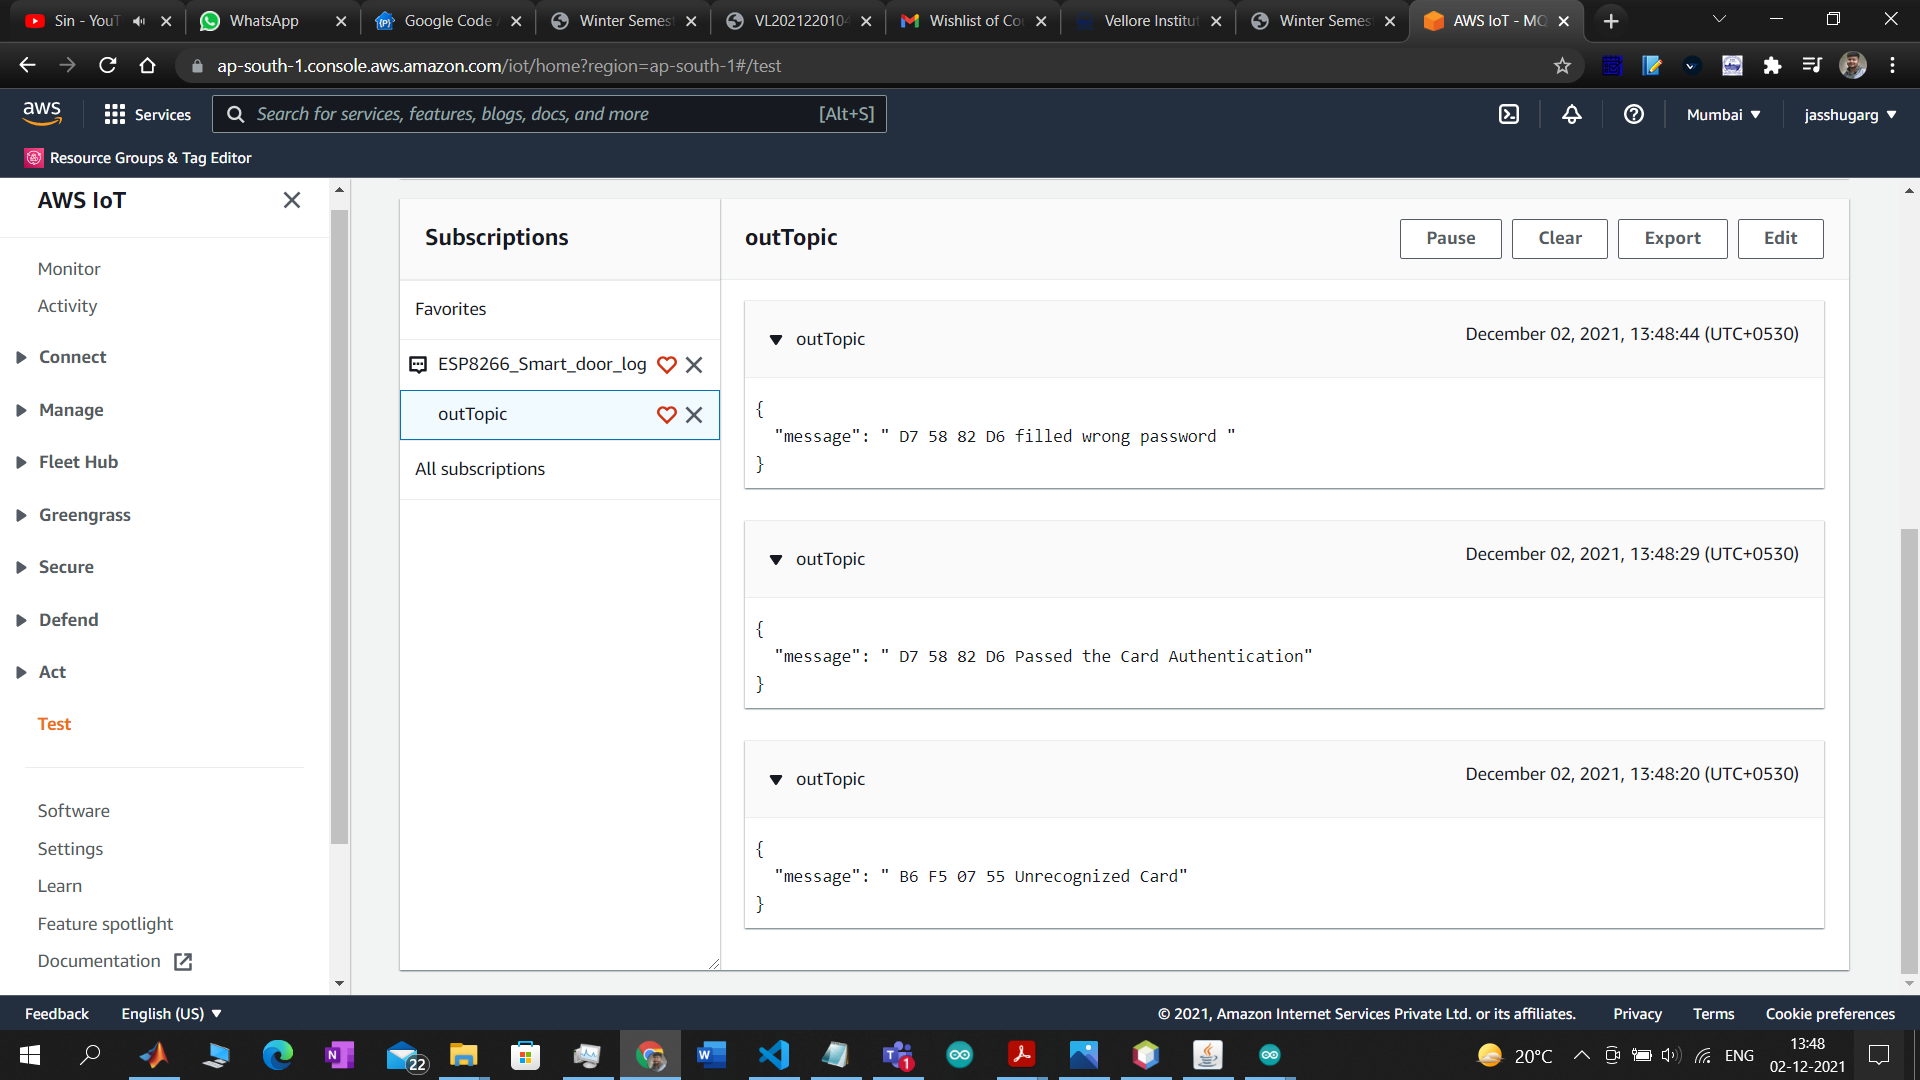 Sin - YouT
WhatsApp
Google Code
Winter Semes
VL2021220104
Wishlist of Co
Vellore Institu
Winter Semes
AWS IoT - MQ
ap-south-1.console.aws.amazon.com/iot/home?region=ap-south-1#/test
aws
Services
Search for services, features, blogs, docs, and more
[Alt+S]
Mumbai
jasshugarg
Resource Groups & Tag Editor
AWS IoT
Monitor
Activity
Connect
Manage
Fleet Hub
Greengrass
Secure
Defend
Act
Test
Software
Settings
Learn
Feature spotlight
Documentation
Subscriptions
Favorites
ESP8266_Smart_door_log
outTopic
All subscriptions
outTopic
Pause
Clear
Export
Edit
outTopic
December 02, 2021, 13:48:44 (UTC+0530)
{
"message": " D7 58 82 D6 filled wrong password "
}
outTopic
December 02, 2021, 13:48:29 (UTC+0530)
{
"message": " D7 58 82 D6 Passed the Card Authentication"
}
outTopic
December 02, 2021, 13:48:20 (UTC+0530)
{
"message": " B6 F5 07 55 Unrecognized Card"
}
Feedback
English (US)
© 2021, Amazon Internet Services Private Ltd. or its affiliates.
Privacy
Terms
Cookie preferences
22
1
20°C
ENG
13:48
02-12-2021